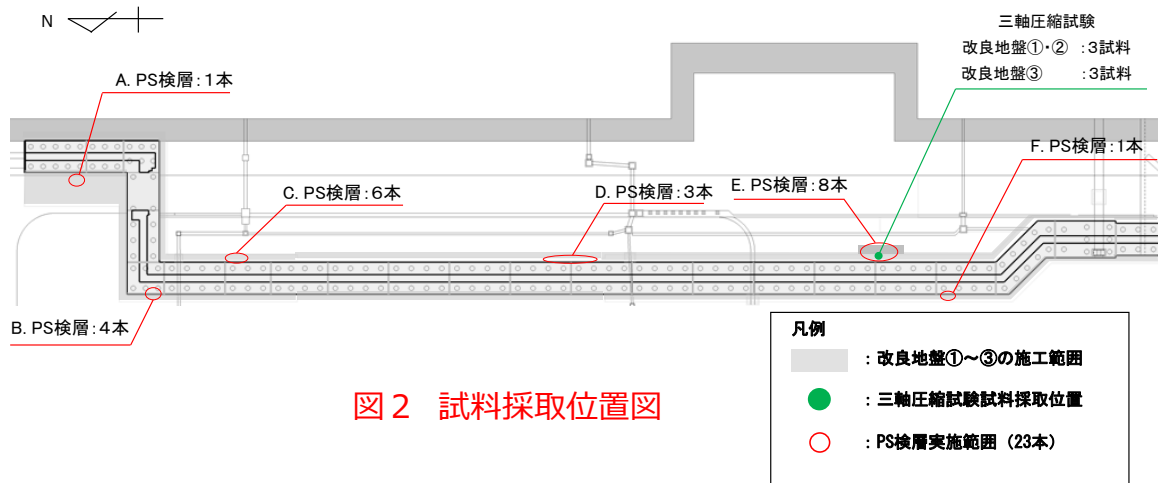 N
三軸圧縮試験
改良地盤①・② :3試料
改良地盤③ :3試料
A. PS検層:1本
F. PS検層:1本
C. PS検層:6本
D. PS検層:3本
E. PS検層:8本
B. PS検層:4本
凡例
:改良地盤①~③の施工範囲
:三軸圧縮試験試料採取位置
:PS検層実施範囲(23本)
図2 試料採取位置図